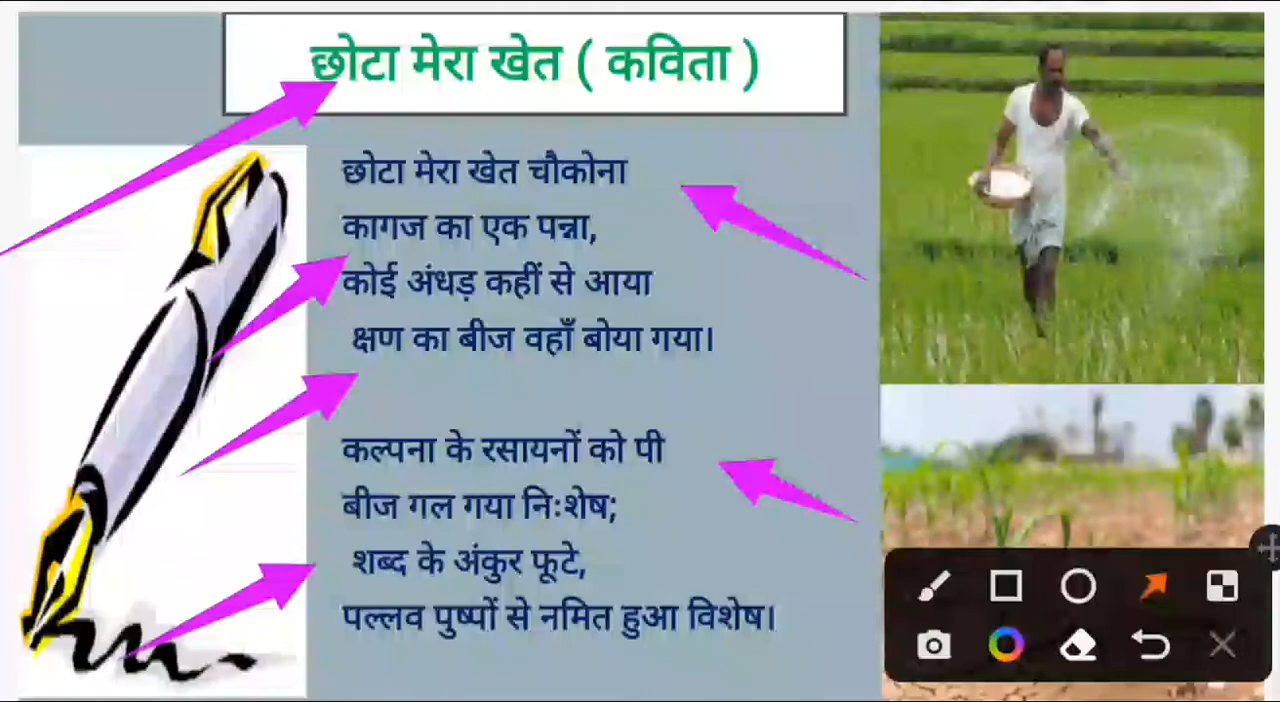 छोटा मेरा खेत ( कविता )
छोटा मेरा खेत चौकोना
कागज का एक पन्ना,
कोई अंधड़ कहीं से आया
क्षण का बीज वहाँ बोया गया।
कल्पना के रसायनों को पी
बीज गल गया निःशेष;
शब्द के अंकुर फूटे,
पल्लव पुष्पों से नमित हुआ विशेष।